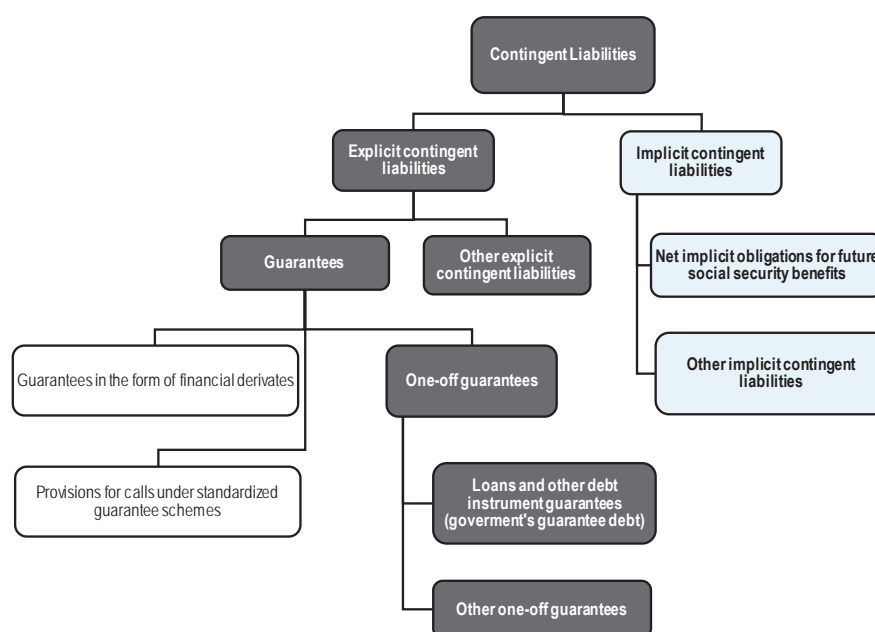 Contingent Liabilities
Explicit contingent
liabilities
Implicit contingent
liabilities
Guarantees
Other explicit
contingent liabilities
Net implicit obligations for future
social security benefits
Guarantees in the form of financial derivates
One-off guarantees
Other implicit contingent
liabilities
Provisions for calls under standardized
guarantee schemes
Loans and other debt
instrument guarantees
(goverment's guarantee debt)
Other one-off guarantees